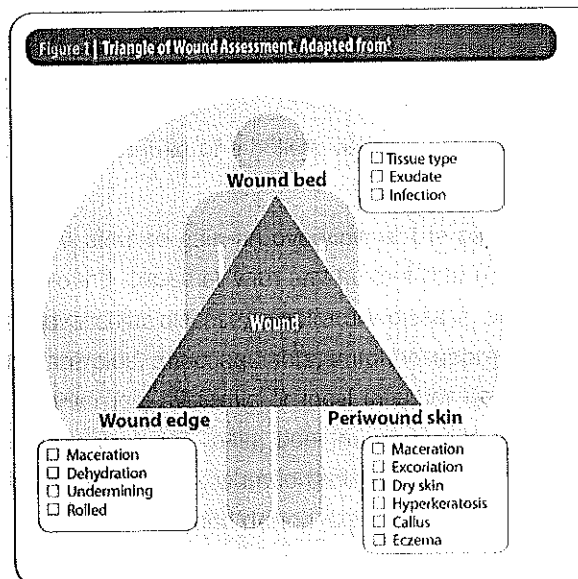 Figure 1 | Triangle of Wound Assessment. Adapted from
Wound bed
☐ Tissue type
☐ Exudate
☐ Infection
Wound
Wound edge
☐ Maceration
☐ Dehydration
☐ Undermining
☐ Rolled
Periwound skin
☐ Maceration
☐ Excoriation
☐ Dry skin
☐ Hyperkeratosis
☐ Callus
☐ Eczema